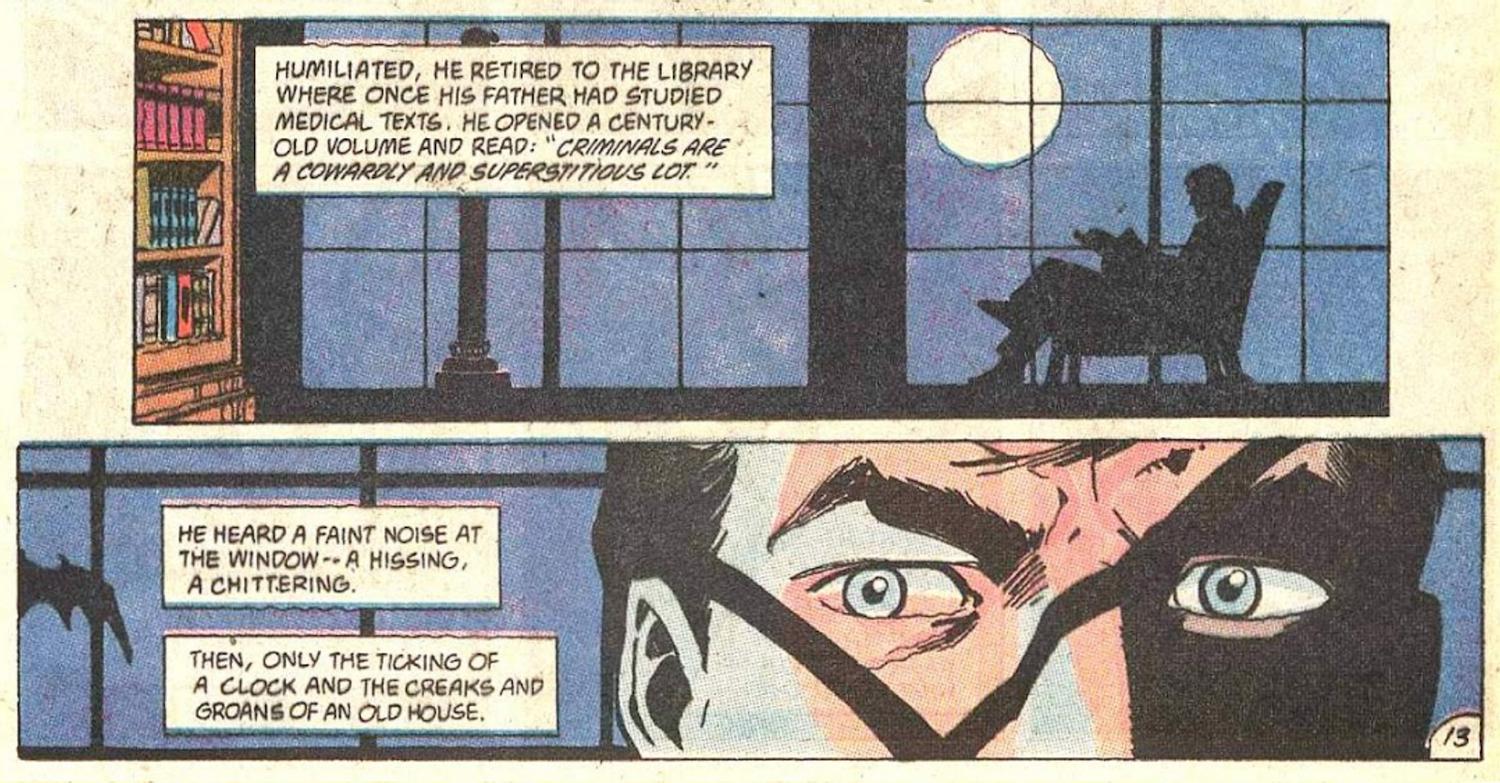 HUMILIATED, HE RETIRED TO THE LIBRARY
WHERE ONCE HIS FATHER HAD STUDIED
MEDICAL TEXTS. HE OPENED A CENTURY-
OLD VOLUME AND READ: "CRIMINALS ARE
A COWARDLY AND SUPERSTITIOUS LOT."
HE HEARD A FAINT NOISE AT
THE WINDOW--A HISSING,
A CHITTERING.
THEN, ONLY THE TICKING OF
A CLOCK AND THE CREAKS AND
GROANS OF AN OLD HOUSE.
13